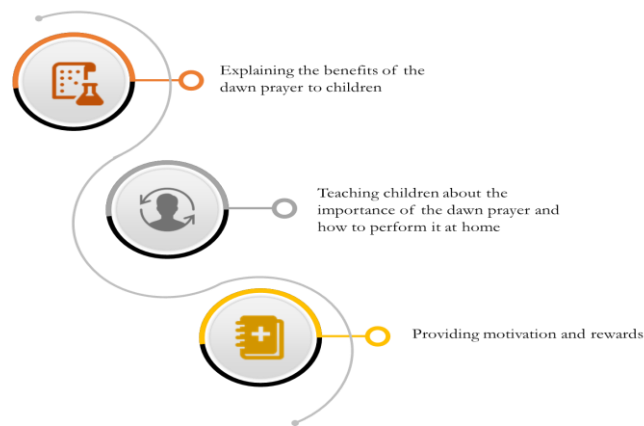 Explaining the benefits of the
dawn prayer to children
Teaching children about the
importance of the dawn prayer and
how to perform it at home
Providing motivation and rewards